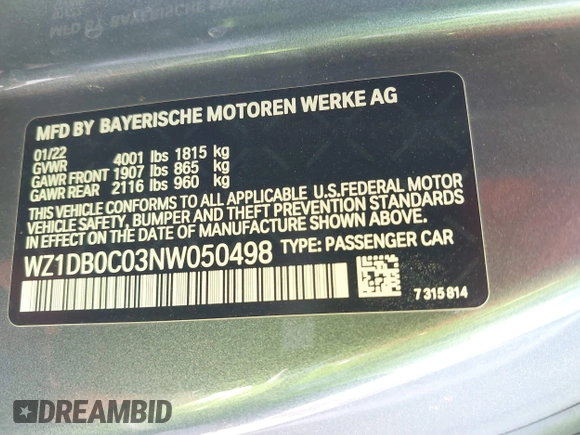 MFD BY BAYERISCHE MOTOREN WERKE AG
01/22
GVWR 4001 lbs 1815 kg
GAWR FRONT 1907 lbs 865 kg
GAWR REAR 2116 lbs 960 kg
THIS VEHICLE CONFORMS TO ALL APPLICABLE U.S.FEDERAL MOTOR
VEHICLE SAFETY, BUMPER AND THEFT PREVENTION STANDARDS
IN EFFECT ON THE DATE OF MANUFACTURE SHOWN ABOVE.
WZ1DB0C03NW050498 TYPE: PASSENGER CAR
7 315 814
DREAMBID